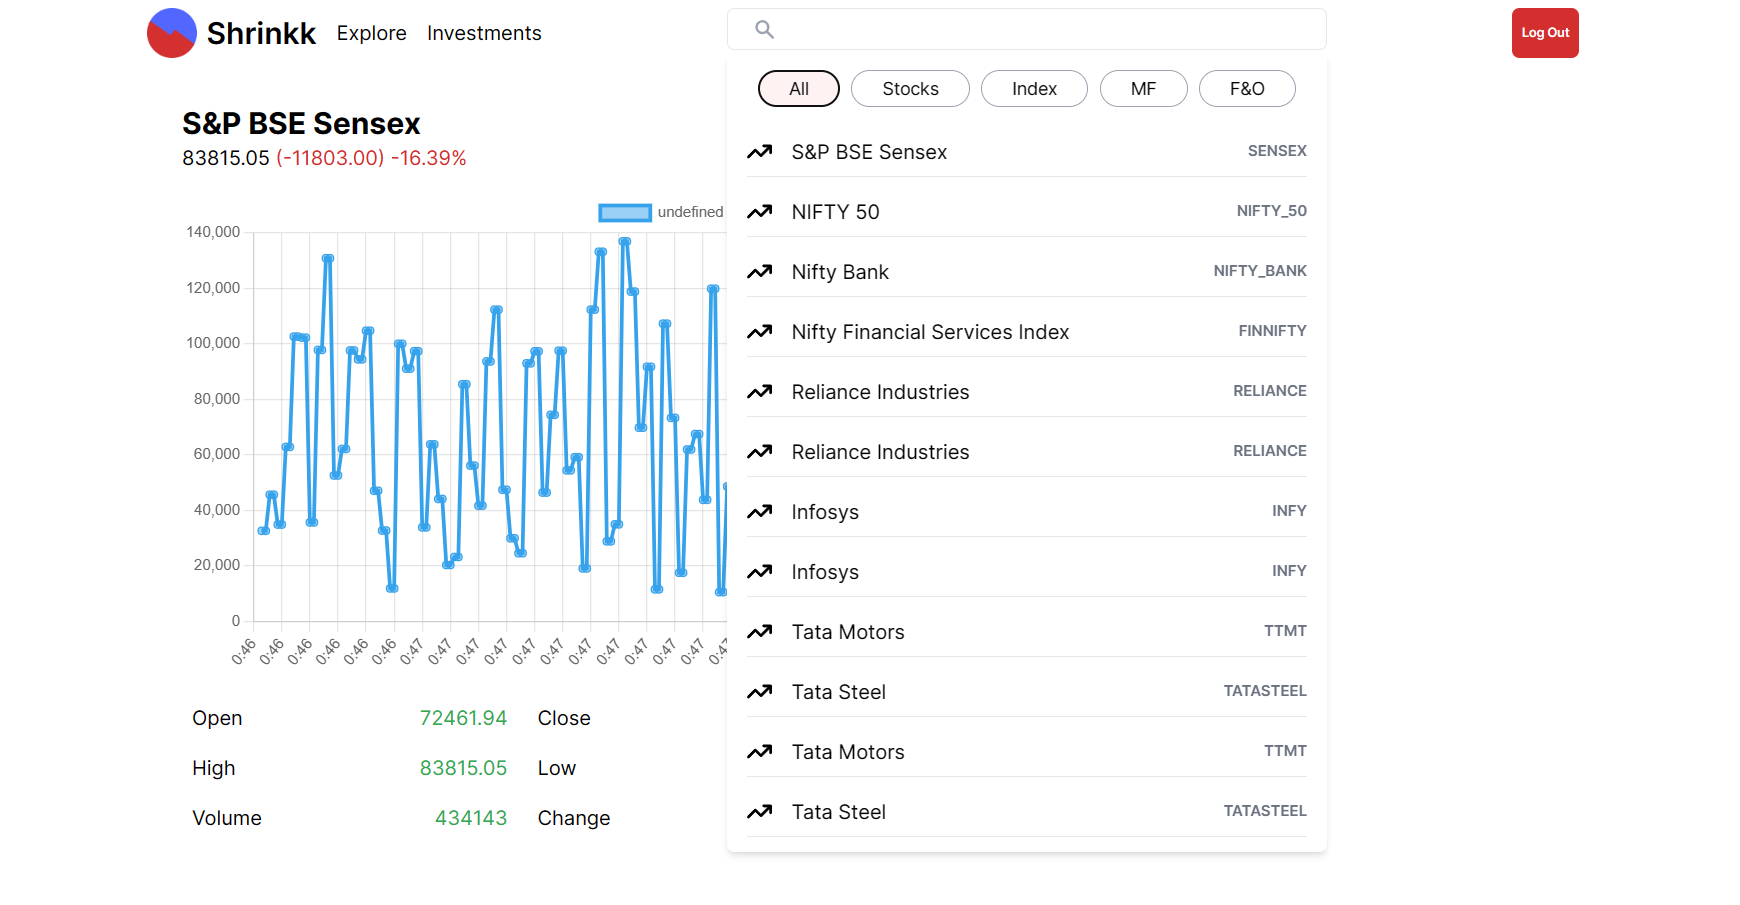 Shrinkk Explore Investments
Log Out
All Stocks Index MF F&O
S&P BSE Sensex
83815.05 (-11803.00) -16.39%
undefined
140,000
120,000
100,000
80,000
60,000
40,000
20,000
0
0:46 0:46 0:46 0:46 0:46 0:46 0:47 0:47 0:47 0:47 0:47 0:47 0:47 0:47 0:47 0:47 0:47 0:47
Open 72461.94 Close
High 83815.05 Low
Volume 434143 Change
S&P BSE Sensex SENSEX
NIFTY 50 NIFTY_50
Nifty Bank NIFTY_BANK
Nifty Financial Services Index FINNIFTY
Reliance Industries RELIANCE
Reliance Industries RELIANCE
Infosys INFY
Infosys INFY
Tata Motors TTMT
Tata Steel TATASTEEL
Tata Motors TTMT
Tata Steel TATASTEEL